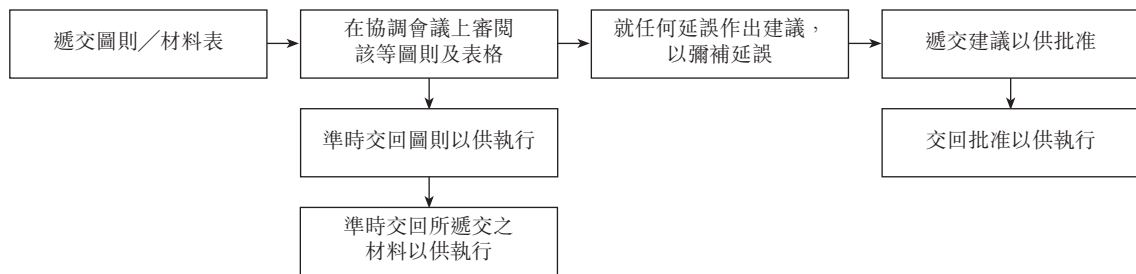 遞交圖則／材料表
在協調會議上審閱
該等圖則及表格
就任何延誤作出建議，
以彌補延誤
遞交建議以供批准
準時交回圖則以供執行
交回批准以供執行
準時交回所遞交之
材料以供執行